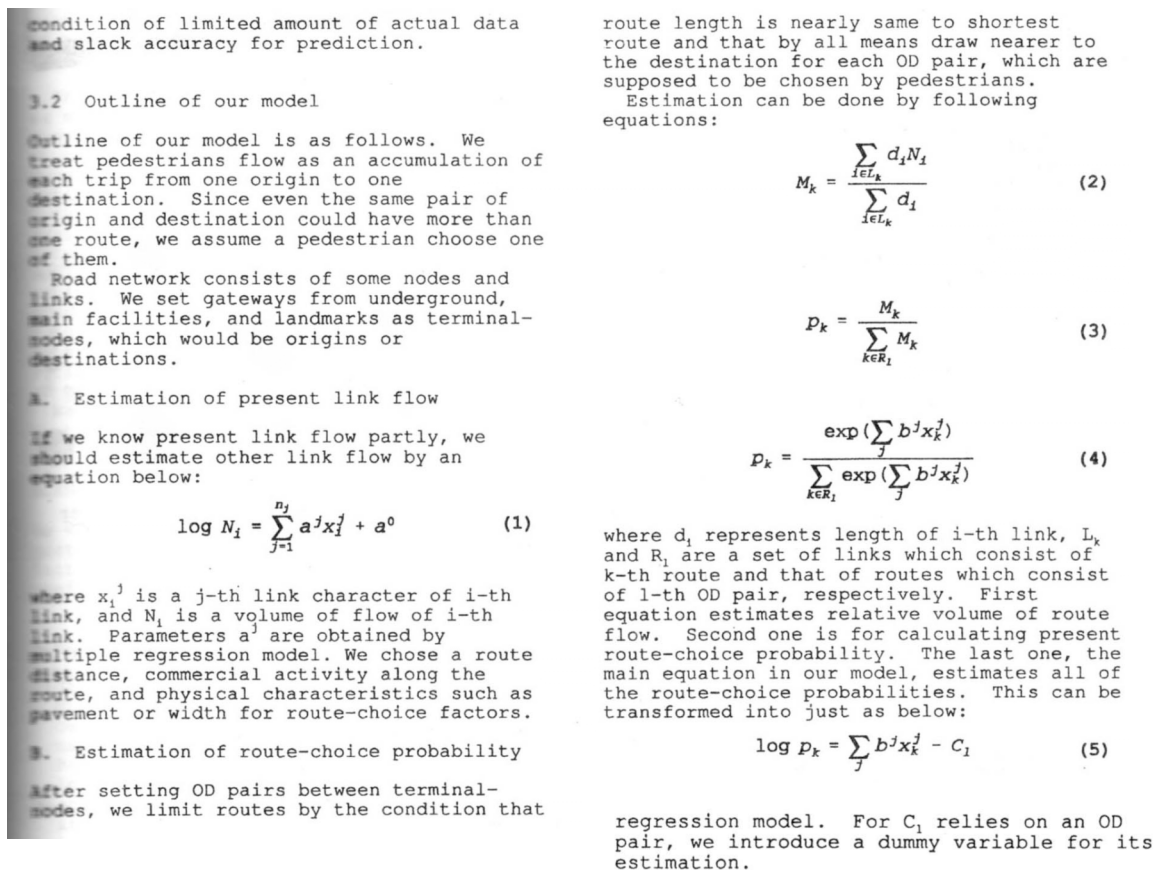 condition of limited amount of actual data
and slack accuracy for prediction.
3.2 Outline of our model
Outline of our model is as follows. We
treat pedestrians flow as an accumulation of
each trip from one origin to one
destination. Since even the same pair of
origin and destination could have more than
one route, we assume a pedestrian choose one
of them.
Road network consists of some nodes and
links. We set gateways from underground,
main facilities, and landmarks as terminal-
nodes, which would be origins or
destinations.
A. Estimation of present link flow
If we know present link flow partly, we
should estimate other link flow by an
equation below:
log N_i = ∑_{j=1}^{n_j} a^j x_i^j + a^0 (1)
where x_i^j is a j-th link character of i-th
link, and N_i is a volume of flow of i-th
link. Parameters a^j are obtained by
multiple regression model. We chose a route
distance, commercial activity along the
route, and physical characteristics such as
pavement or width for route-choice factors.
B. Estimation of route-choice probability
After setting OD pairs between terminal-
nodes, we limit routes by the condition that
route length is nearly same to shortest
route and that by all means draw nearer to
the destination for each OD pair, which are
supposed to be chosen by pedestrians.
Estimation can be done by following
equations:
M_k = ∑_{i∈L_k} d_i N_i / ∑_{i∈L_k} d_i (2)
p_k = M_k / ∑_{k∈R_l} M_k (3)
p_k = exp(∑_j b^j x_k^j) / ∑_{k∈R_l} exp(∑_j b^j x_k^j) (4)
where d_i represents length of i-th link, L_k
and R_l are a set of links which consist of
k-th route and that of routes which consist
of l-th OD pair, respectively. First
equation estimates relative volume of route
flow. Second one is for calculating present
route-choice probability. The last one, the
main equation in our model, estimates all of
the route-choice probabilities. This can be
transformed into just as below:
log p_k = ∑_j b^j x_k^j - C_l (5)
regression model. For C_l relies on an OD
pair, we introduce a dummy variable for its
estimation.